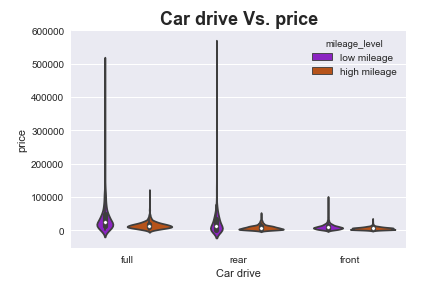 Car drive Vs. price
mileage_level
low mileage
high mileage
600000
500000
400000
300000
200000
100000
0
price
full rear front
Car drive